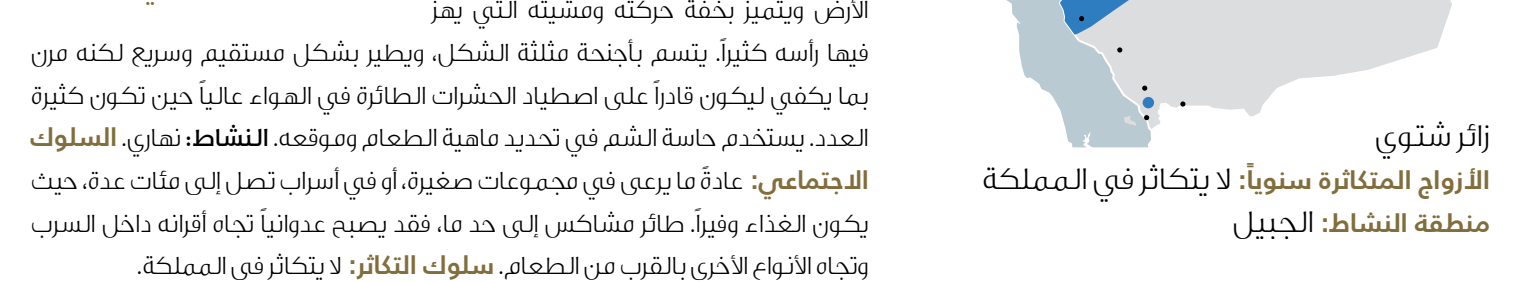 زائر شتوي
الأزواج المتكاثرة سنوياً: لا يتكاثر في المملكة
منطقة النشاط: الجبيل
الأرض ويتميز بخفة حركته ومشيته التي يهز
فيها رأسه كثيراً. يتسم بأجنحة مثلثة الشكل، ويطير بشكل مستقيم وسريع لكنه مرن
بما يكفي ليكون قادراً على اصطياد الحشرات الطائرة في الهواء عالياً حين تكون كثيرة
العدد. يستخدم حاسة الشم في تحديد ماهية الطعام وموقعه. النشاط: نهاري. السلوك
الاجتماعي: عادةً ما يرعى في مجموعات صغيرة، أو في أسراب تصل إلى مئات عدة، حيث
يكون الغذاء وفيراً. طائر مشاكس إلى حد ما، فقد يصبح عدوانياً تجاه أقرانه داخل السرب
وتجاه الأنواع الأخرى بالقرب من الطعام. سلوك التكاثر: لا يتكاثر في المملكة.